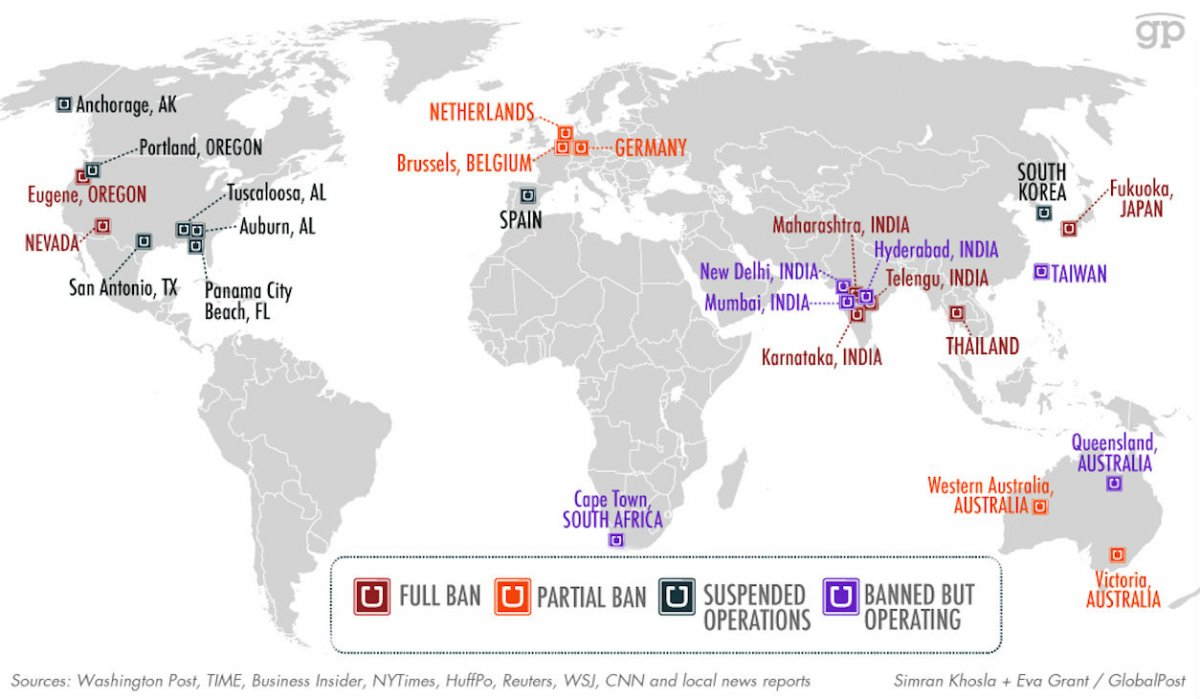 gp
Anchorage, AK
Portland, OREGON
Eugene, OREGON
NEVADA
Tuscaloosa, AL
Auburn, AL
San Antonio, TX
Panama City
Beach, FL
NETHERLANDS
Brussels, BELGIUM
GERMANY
SPAIN
SOUTH
KOREA
Fukuoka,
JAPAN
Maharashtra, INDIA
Hyderabad, INDIA
New Delhi, INDIA
Telengu, INDIA
Mumbai, INDIA
Karnataka, INDIA
TAIWAN
THAILAND
Queensland,
AUSTRALIA
Western Australia,
AUSTRALIA
Victoria,
AUSTRALIA
Cape Town,
SOUTH AFRICA
FULL BAN
PARTIAL BAN
SUSPENDED
OPERATIONS
BANNED BUT
OPERATING
Sources: Washington Post, TIME, Business Insider, NYTimes, HuffPo, Reuters, WSJ, CNN and local news reports
Simran Khosla + Eva Grant / GlobalPost